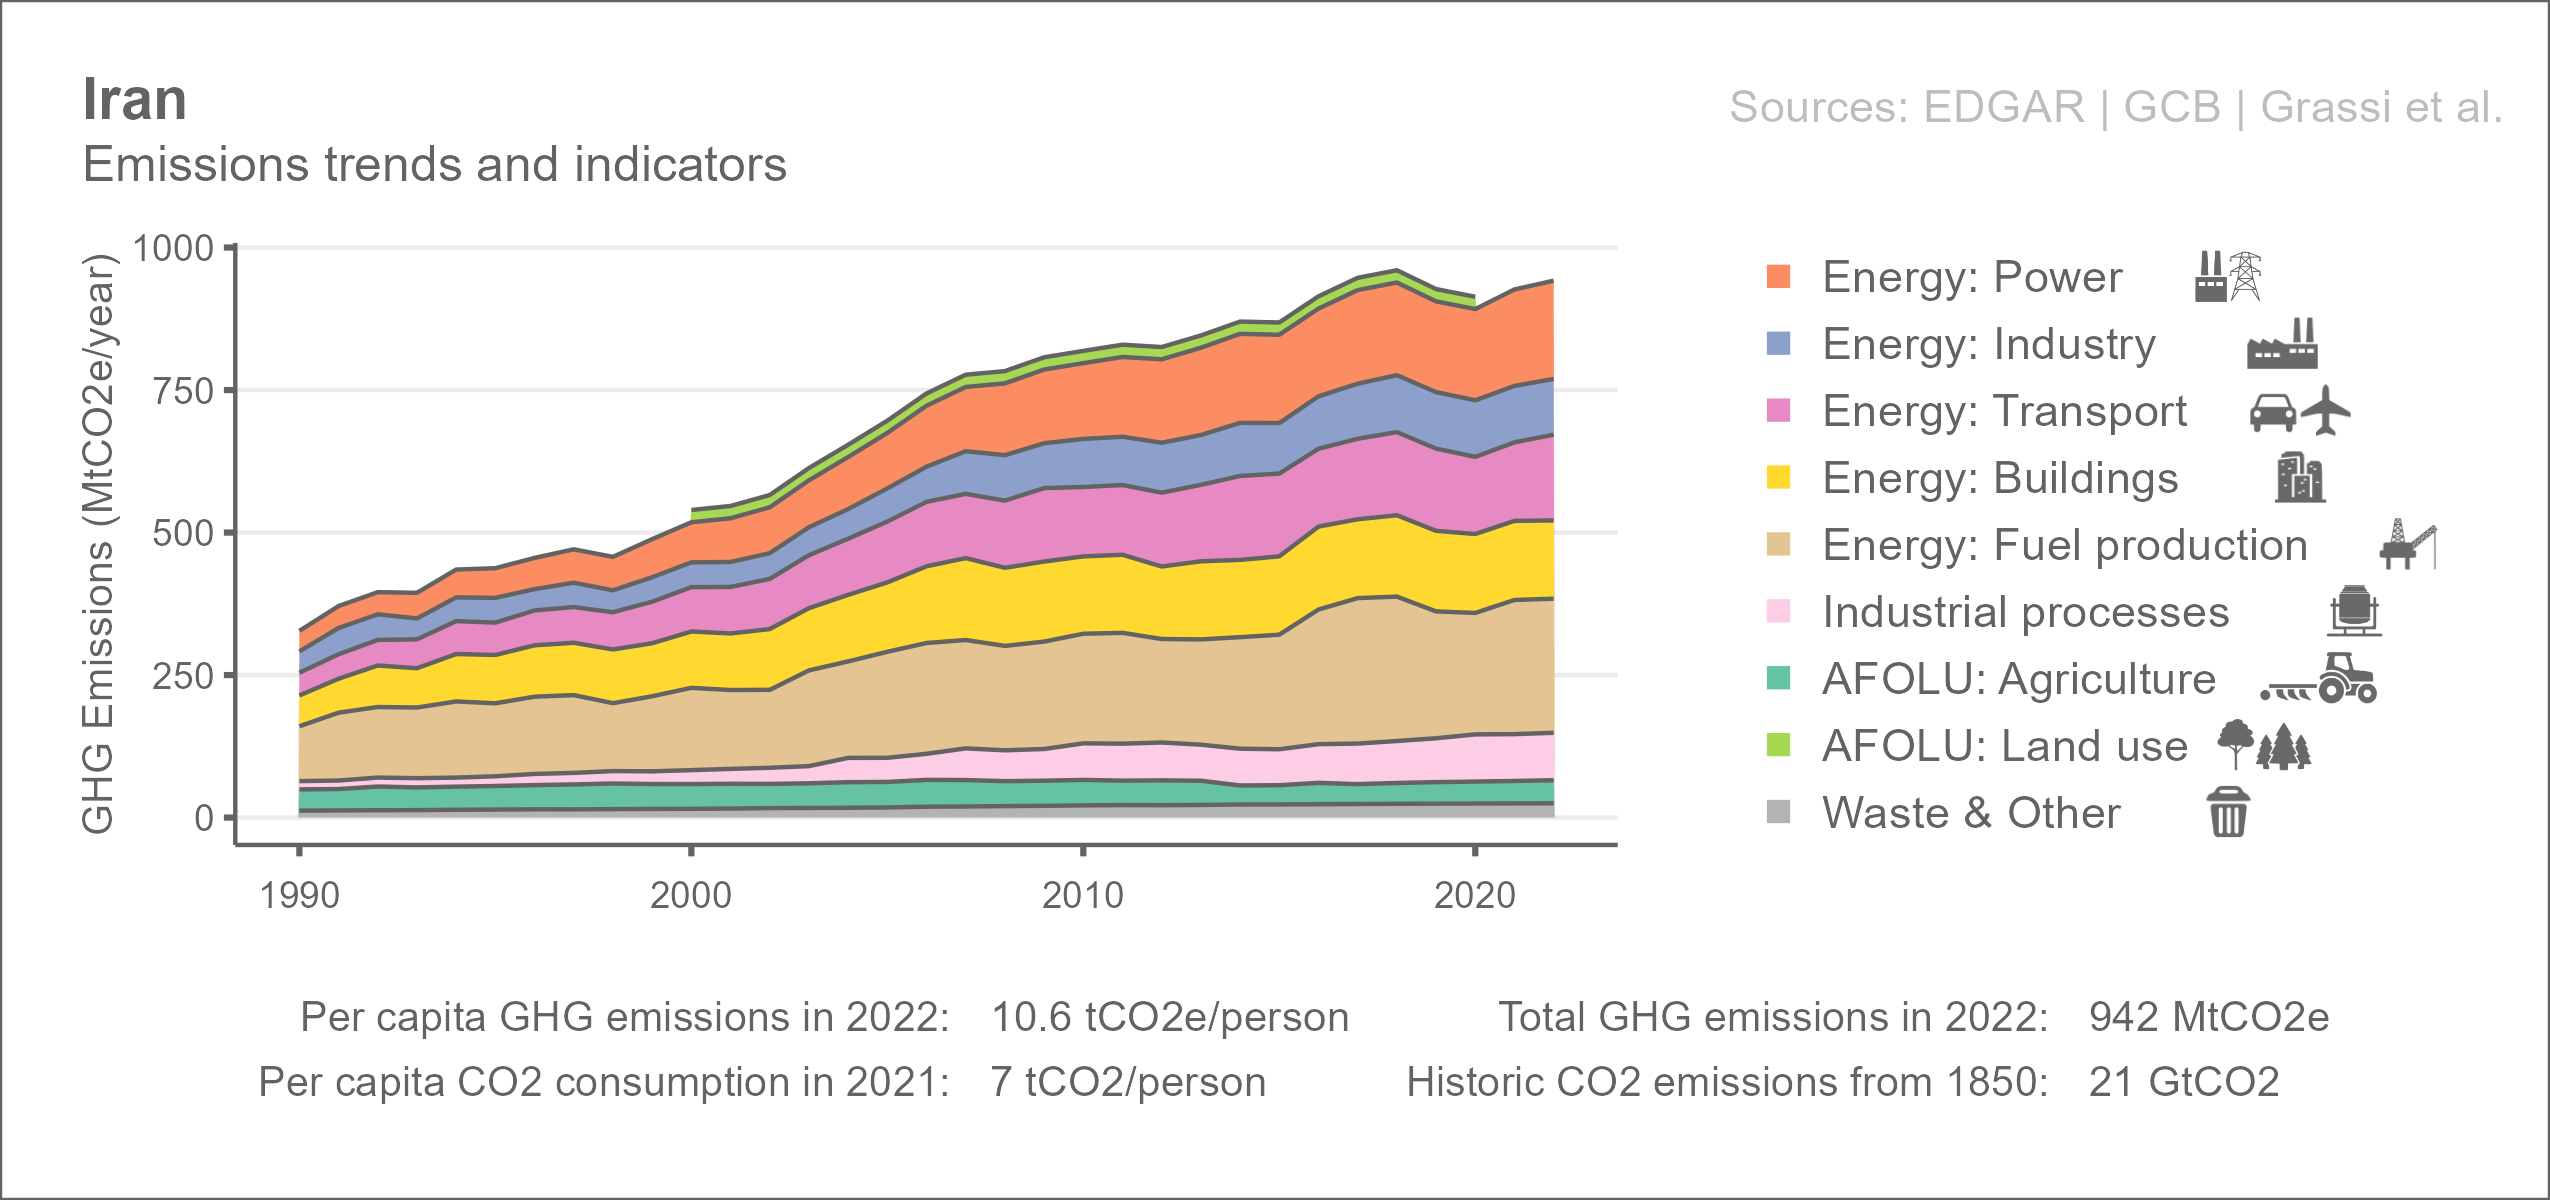 Iran
Sources: EDGAR | GCB | Grassi et al.
Emissions trends and indicators
GHG Emissions (MtCO2e/year)
1000
750
500
250
0
1990
2000
2010
2020
Energy: Power
Energy: Industry
Energy: Transport
Energy: Buildings
Energy: Fuel production
Industrial processes
AFOLU: Agriculture
AFOLU: Land use
Waste & Other
Per capita GHG emissions in 2022: 10.6 tCO2e/person
Total GHG emissions in 2022: 942 MtCO2e
Per capita CO2 consumption in 2021: 7 tCO2/person
Historic CO2 emissions from 1850: 21 GtCO2